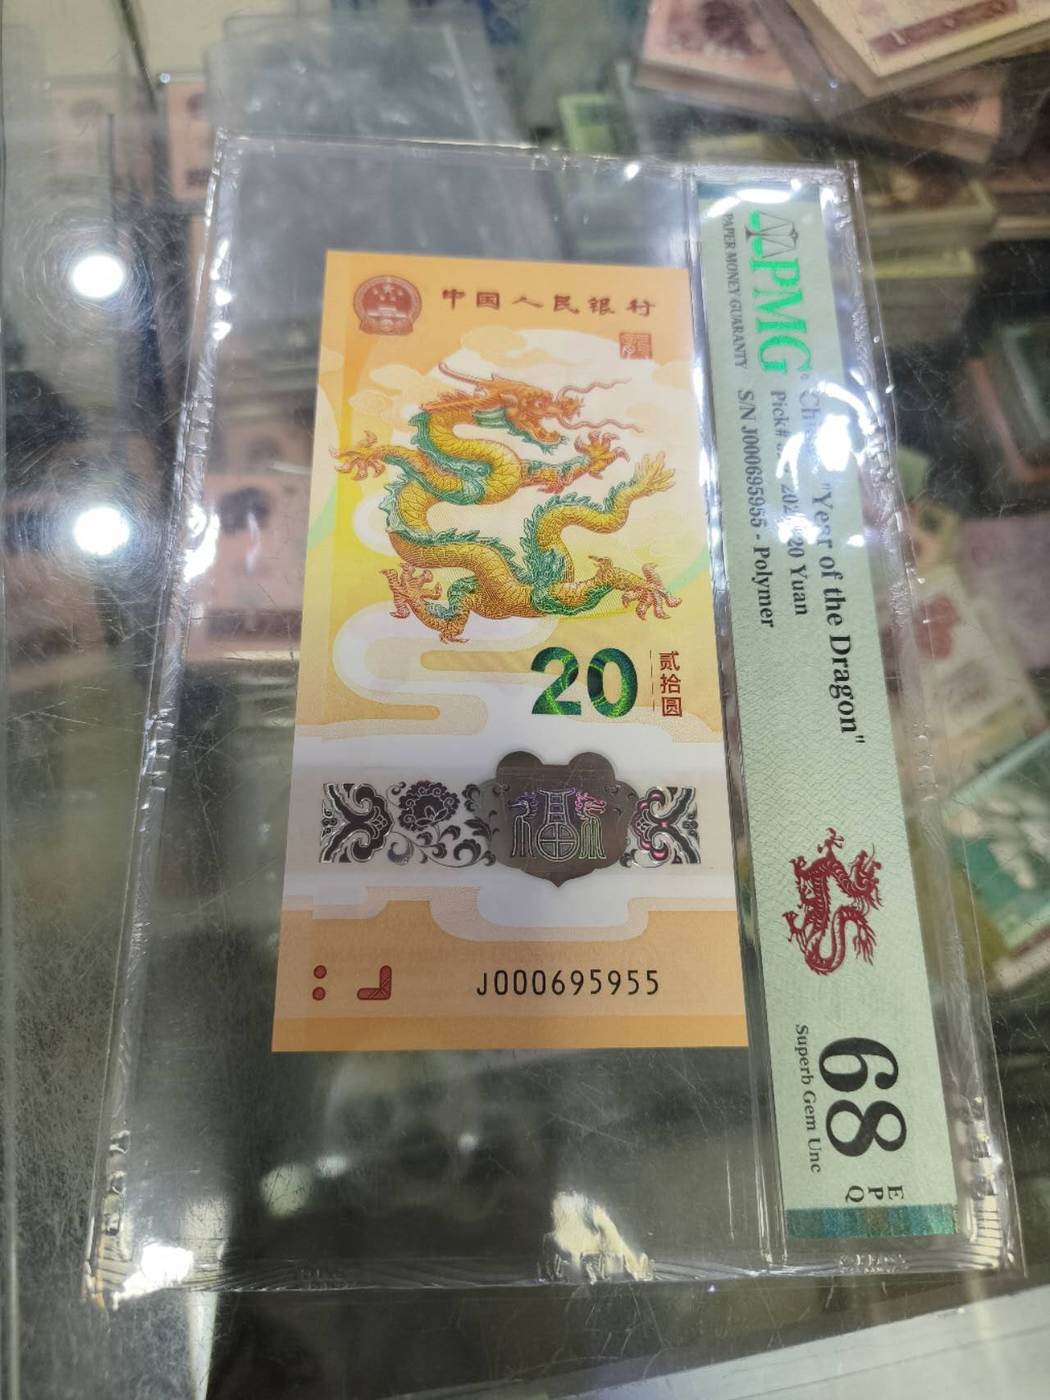 中国人民银行
20
贰拾圆
J000695955
PMG
PAPER MONEY GUARANTY
"Year of the Dragon"
Pick# 20 Yuan
S/N J000695955 - Polymer
68
Superb Gem Unc
EPQ